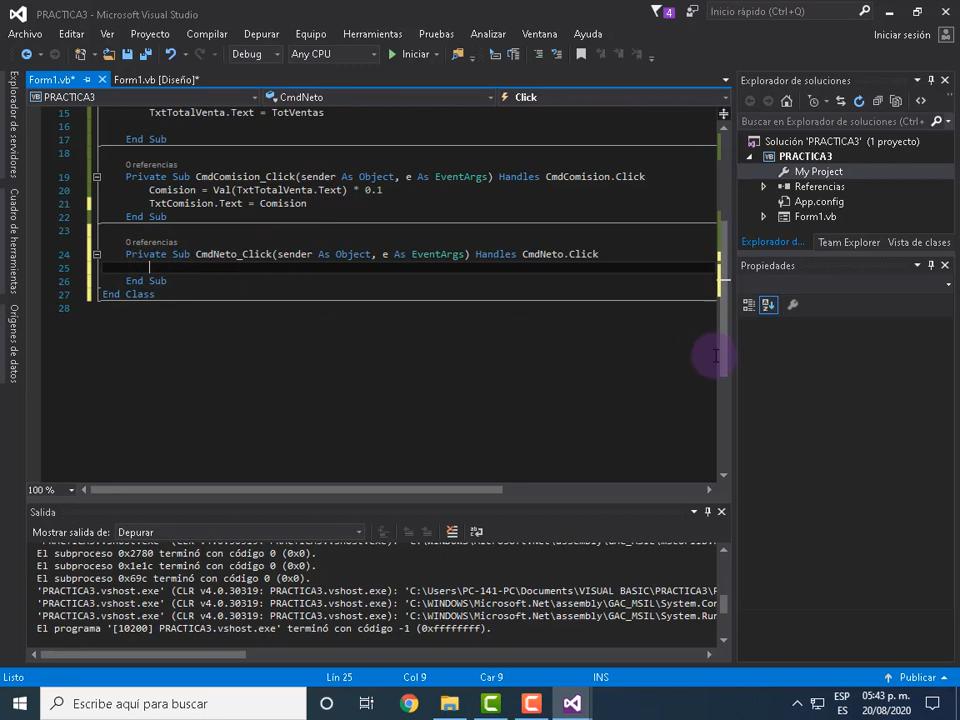 PRACTICA3 - Microsoft Visual Studio
4
Inicio rápido (Ctrl+Q)
Archivo Editar Ver Proyecto Compilar Depurar Equipo Herramientas Pruebas Analizar Ventana Ayuda
Iniciar sesión
Debug Any CPU Iniciar
Explorador de servidores
Cuadro de herramientas
Orígenes de datos
Form1.vb* Form1.vb [Diseño]*
PRACTICA3 CmdNeto Click
15 TxtTotalVenta.Text = TotVentas
16
17 End Sub
18
0 referencias
19 Private Sub CmdComision_Click(sender As Object, e As EventArgs) Handles CmdComision.Click
20 Comision = Val(TxtTotalVenta.Text) * 0.1
21 TxtComision.Text = Comision
22 End Sub
23
0 referencias
24 Private Sub CmdNeto_Click(sender As Object, e As EventArgs) Handles CmdNeto.Click
25
26 End Sub
27 End Class
28
100 %
Salida
Mostrar salida de: Depurar
El subproceso 0x2780 terminó con código 0 (0x0).
El subproceso 0x1e1c terminó con código 0 (0x0).
El subproceso 0x69c terminó con código 0 (0x0).
'PRACTICA3.vshost.exe' (CLR v4.0.30319: PRACTICA3.vshost.exe): 'C:\Users\PC-141-PC\Documents\VISUAL BASIC\PRACTICA3\
'PRACTICA3.vshost.exe' (CLR v4.0.30319: PRACTICA3.vshost.exe): 'C:\WINDOWS\Microsoft.Net\assembly\GAC_MSIL\System.Co
'PRACTICA3.vshost.exe' (CLR v4.0.30319: PRACTICA3.vshost.exe): 'C:\WINDOWS\Microsoft.Net\assembly\GAC_MSIL\System.Ru
El programa '[10200] PRACTICA3.vshost.exe' terminó con código -1 (0xffffffff).
Explorador de soluciones
Buscar en Explorador de soluciones (Ctrl+
Solución 'PRACTICA3' (1 proyecto)
PRACTICA3
My Project
Referencias
App.config
Form1.vb
Explorador d... Team Explorer Vista de clases
Propiedades
Listo Lín 25 Col 9 Car 9 INS Publicar
Escribe aquí para buscar
ESP 05:43 p. m.
ES 20/08/2020